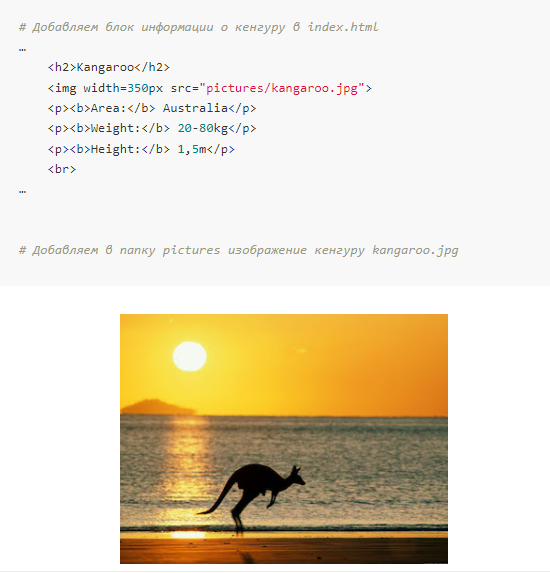 # Добавляем блок информации о кенгуру в index.html
…
<h2>Kangaroo</h2>
<img width=350px src="pictures/kangaroo.jpg">
<p><b>Area:</b> Australia</p>
<p><b>Weight:</b> 20-80kg</p>
<p><b>Height:</b> 1,5m</p>
<br>
…
# Добавляем в папку pictures изображение кенгуру kangaroo.jpg